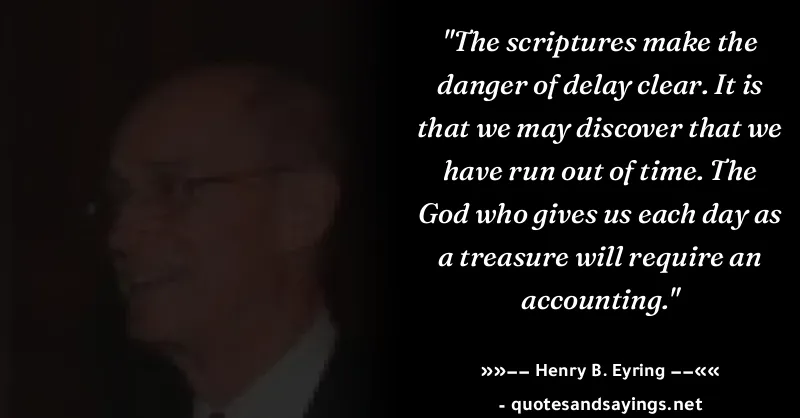 "The scriptures make the
danger of delay clear. It is
that we may discover that we
have run out of time. The
God who gives us each day as
a treasure will require an
accounting."
»»−− Henry B. Eyring −−««
- quotesandsayings.net